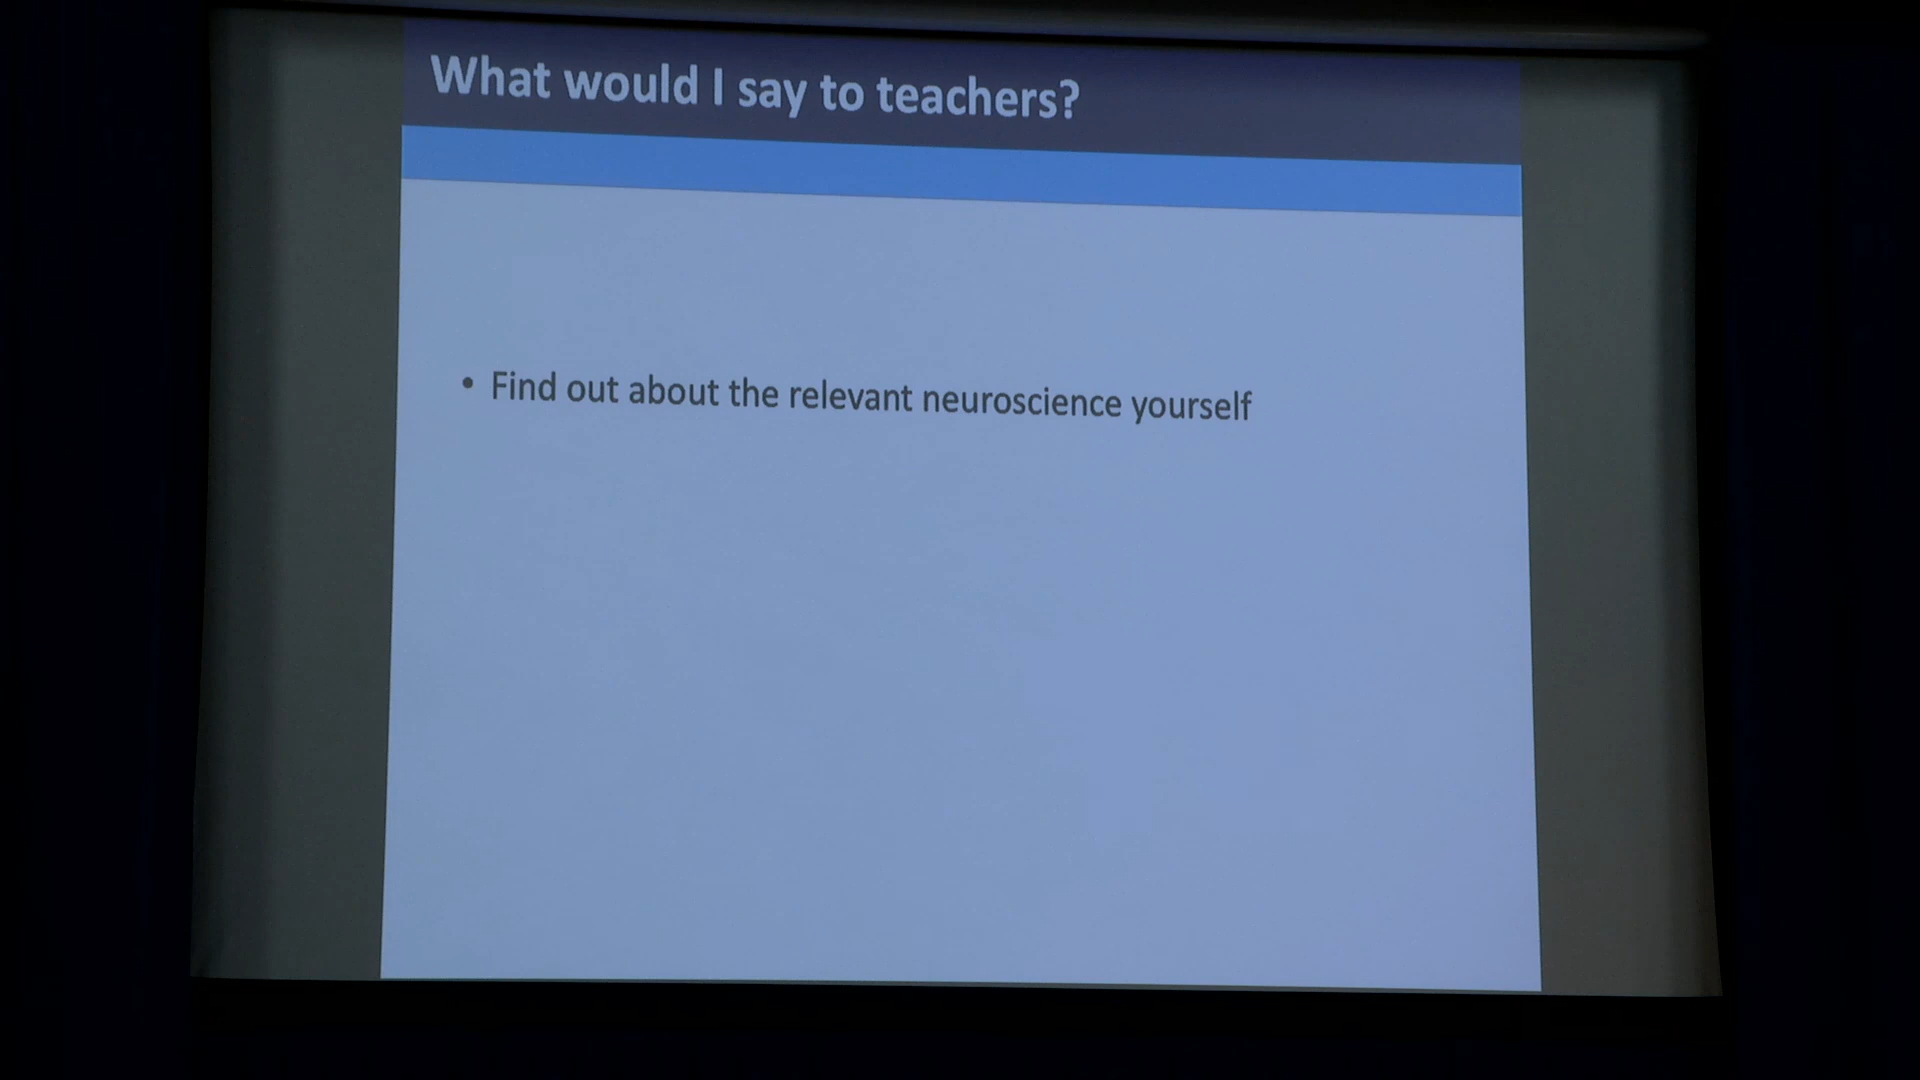 What would I say to teachers?
• Find out about the relevant neuroscience yourself